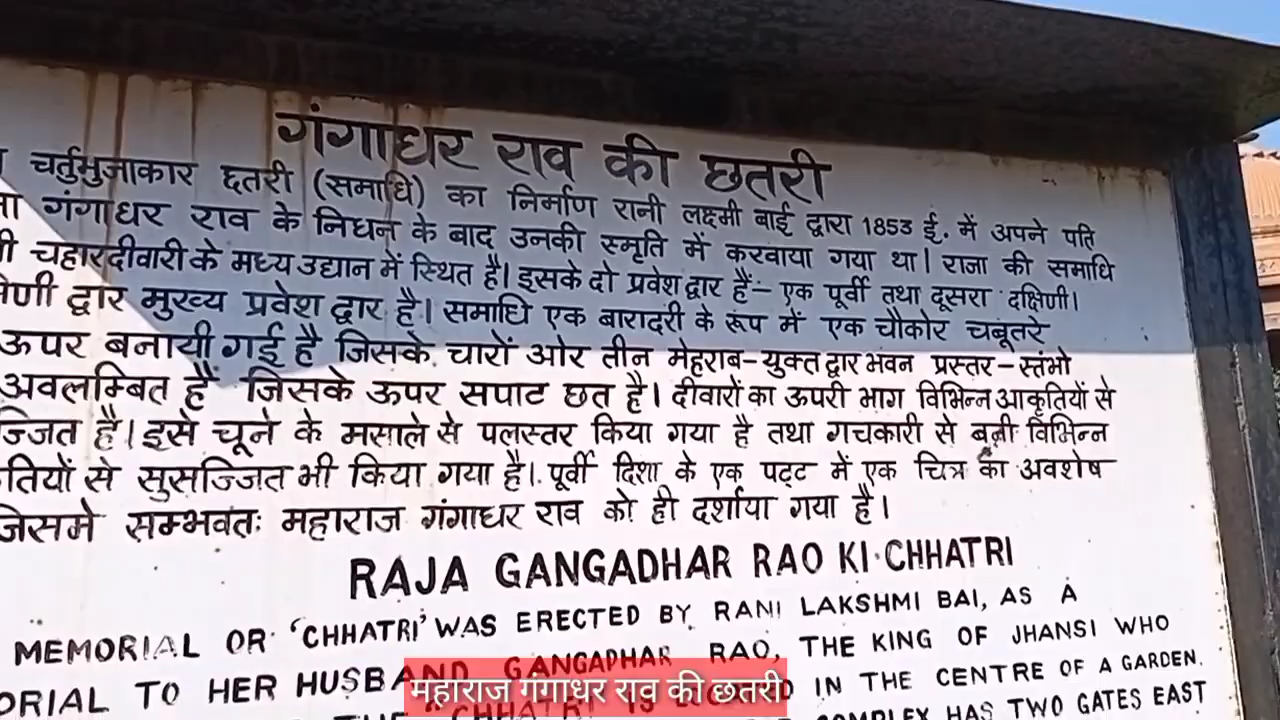 गंगाधर राव की छतरी
चर्तुभुजाकार छतरी (समाधि) का निर्माण रानी लक्ष्मी बाई द्वारा 1853 ई. में अपने पति
गंगाधर राव के निधन के बाद उनकी स्मृति में करवाया गया था। राजा की समाधि
चहारदीवारी के मध्य उद्यान में स्थित है। इसके दो प्रवेश द्वार हैं- एक पूर्वी तथा दूसरा दक्षिणी।
द्वार मुख्य प्रवेश द्वार है। समाधि एक बारादरी के रूप में एक चौकोर चबूतरे
ऊपर बनायी गई है जिसके चारों ओर तीन मेहराब-युक्त द्वार भवन प्रस्तर-स्तंभो
अवलम्बित हैं जिसके ऊपर सपाट छत है। दीवारों का ऊपरी भाग विभिन्न आकृतियों से
है। इसे चूने के मसाले से पलस्तर किया गया है तथा गचकारी से बनी विभिन्न
से सुसज्जित भी किया गया है। पूर्वी दिशा के एक पट्ट में एक चित्र का अवशेष
जिसमे सम्भवतः महाराज गंगाधर राव को ही दर्शाया गया है।
RAJA GANGADHAR RAO KI CHHATRI
MEMORIAL OR 'CHHATRI' WAS ERECTED BY RANI LAKSHMI BAI, AS A
TO HER HUSBAND GANGADHAR RAO, THE KING OF JHANSI WHO
IN THE CENTRE OF A GARDEN.
HAS TWO GATES EAST
महाराज गंगाधर राव की छतरी